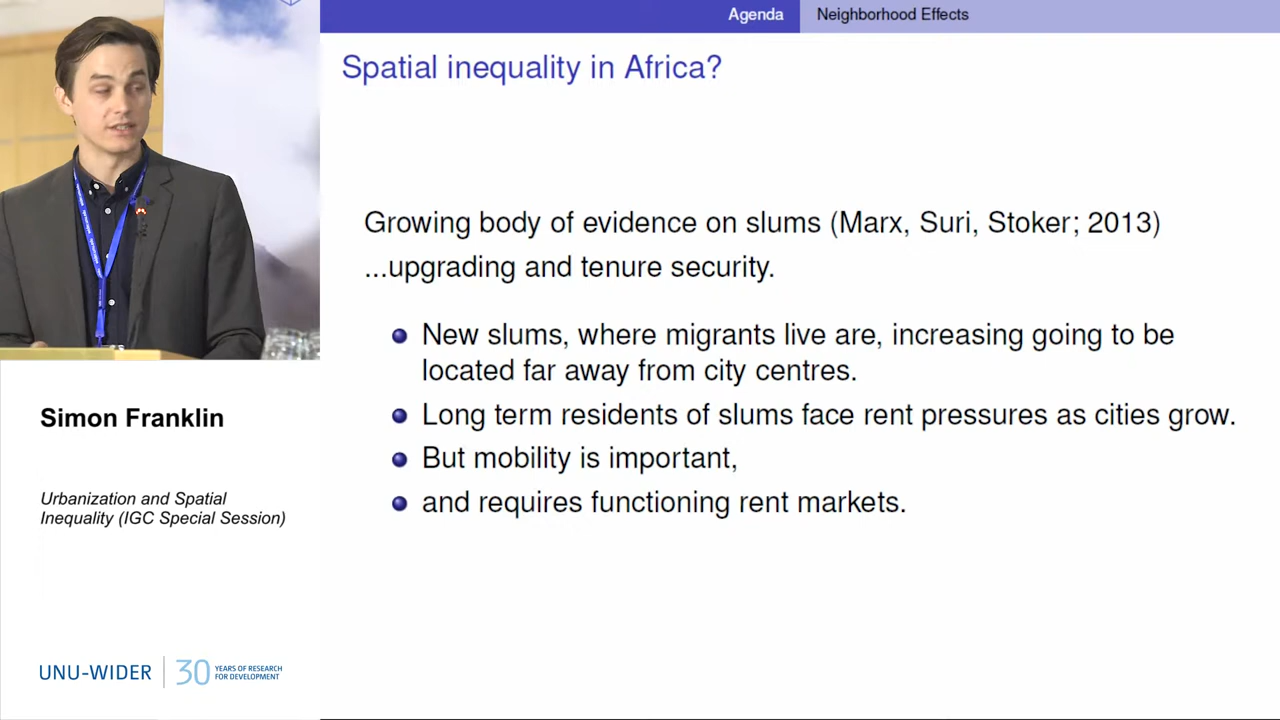 Agenda
Neighborhood Effects
Spatial inequality in Africa?
Growing body of evidence on slums (Marx, Suri, Stoker; 2013)
...upgrading and tenure security.
New slums, where migrants live are, increasing going to be
located far away from city centres.
Long term residents of slums face rent pressures as cities grow.
But mobility is important,
and requires functioning rent markets.
Simon Franklin
Urbanization and Spatial
Inequality (IGC Special Session)
UNU-WIDER
30
YEARS OF RESEARCH
FOR DEVELOPMENT